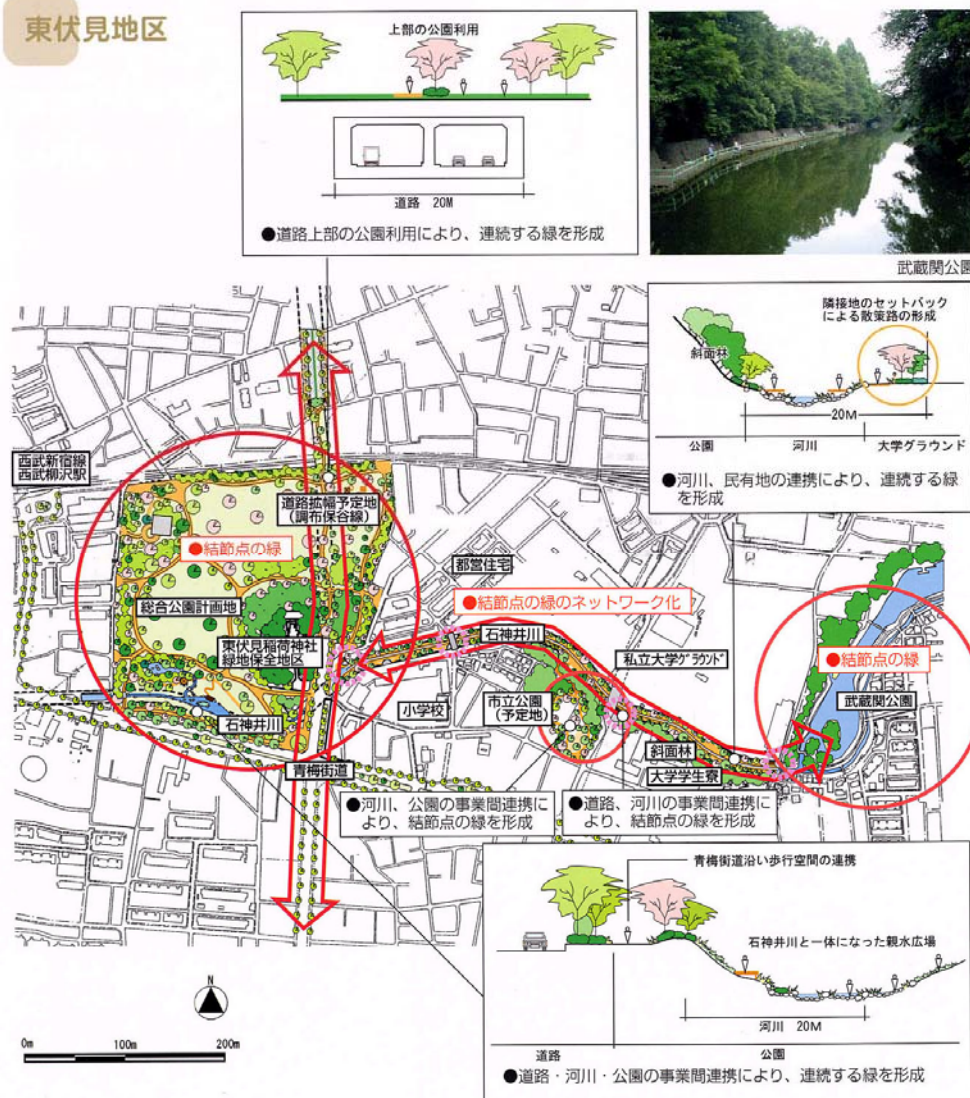 東伏見地区
上部の公園利用
道路 20M
●道路上部の公園利用により、連続する緑を形成
武蔵関公園
隣接地のセットバック
による散策路の形成
斜面林
20M
公園 河川 大学グラウンド
●河川、民有地の連携により、連続する緑
を形成
西武新宿線
西武柳沢駅
道路拡幅予定地
(調布保谷線)
●結節点の緑
都営住宅
●結節点の緑のネットワーク化
総合公園計画地
石神井川
東伏見稲荷神社
緑地保全地区
私立大学グラウンド
●結節点の緑
小学校
市立公園
(予定地)
武蔵関公園
石神井川
斜面林
青梅街道
大学学生寮
●河川、公園の事業間連携に
より、結節点の緑を形成
●道路、河川の事業間連携に
より、結節点の緑を形成
青梅街道沿い歩行空間の連携
石神井川と一体になった親水広場
N
河川 20M
0m 100m 200m
道路 公園
●道路・河川・公園の事業間連携により、連続する緑を形成